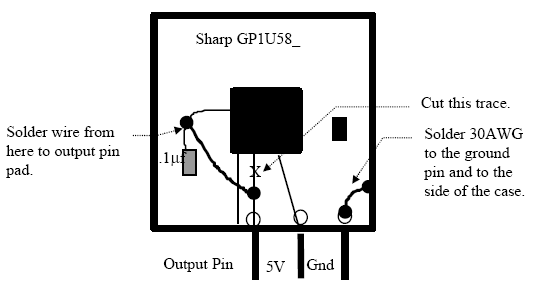 Sharp GP1U58_
Cut this trace.
Solder wire from
here to output pin
pad.
.1µf
X
Solder 30AWG
to the ground
pin and to the
side of the case.
Output Pin
5V
Gnd